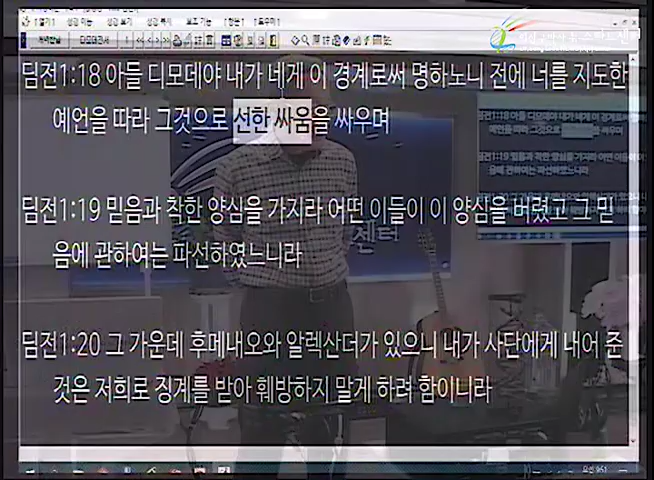 딤전1:18 아들 디모데야 내가 네게 이 경계로써 명하노니 전에 너를 지도한
예언을 따라 그것으로 선한 싸움을 싸우며
딤전1:19 믿음과 착한 양심을 가지라 어떤 이들이 이 양심을 버렸고 그 믿
음에 관하여는 파선하였느니라
센터
딤전1:20 그 가운데 후메내오와 알렉산더가 있으니 내가 사단에게 내어 준
것은 저희로 징계를 받아 훼방하지 말게 하려 함이니라